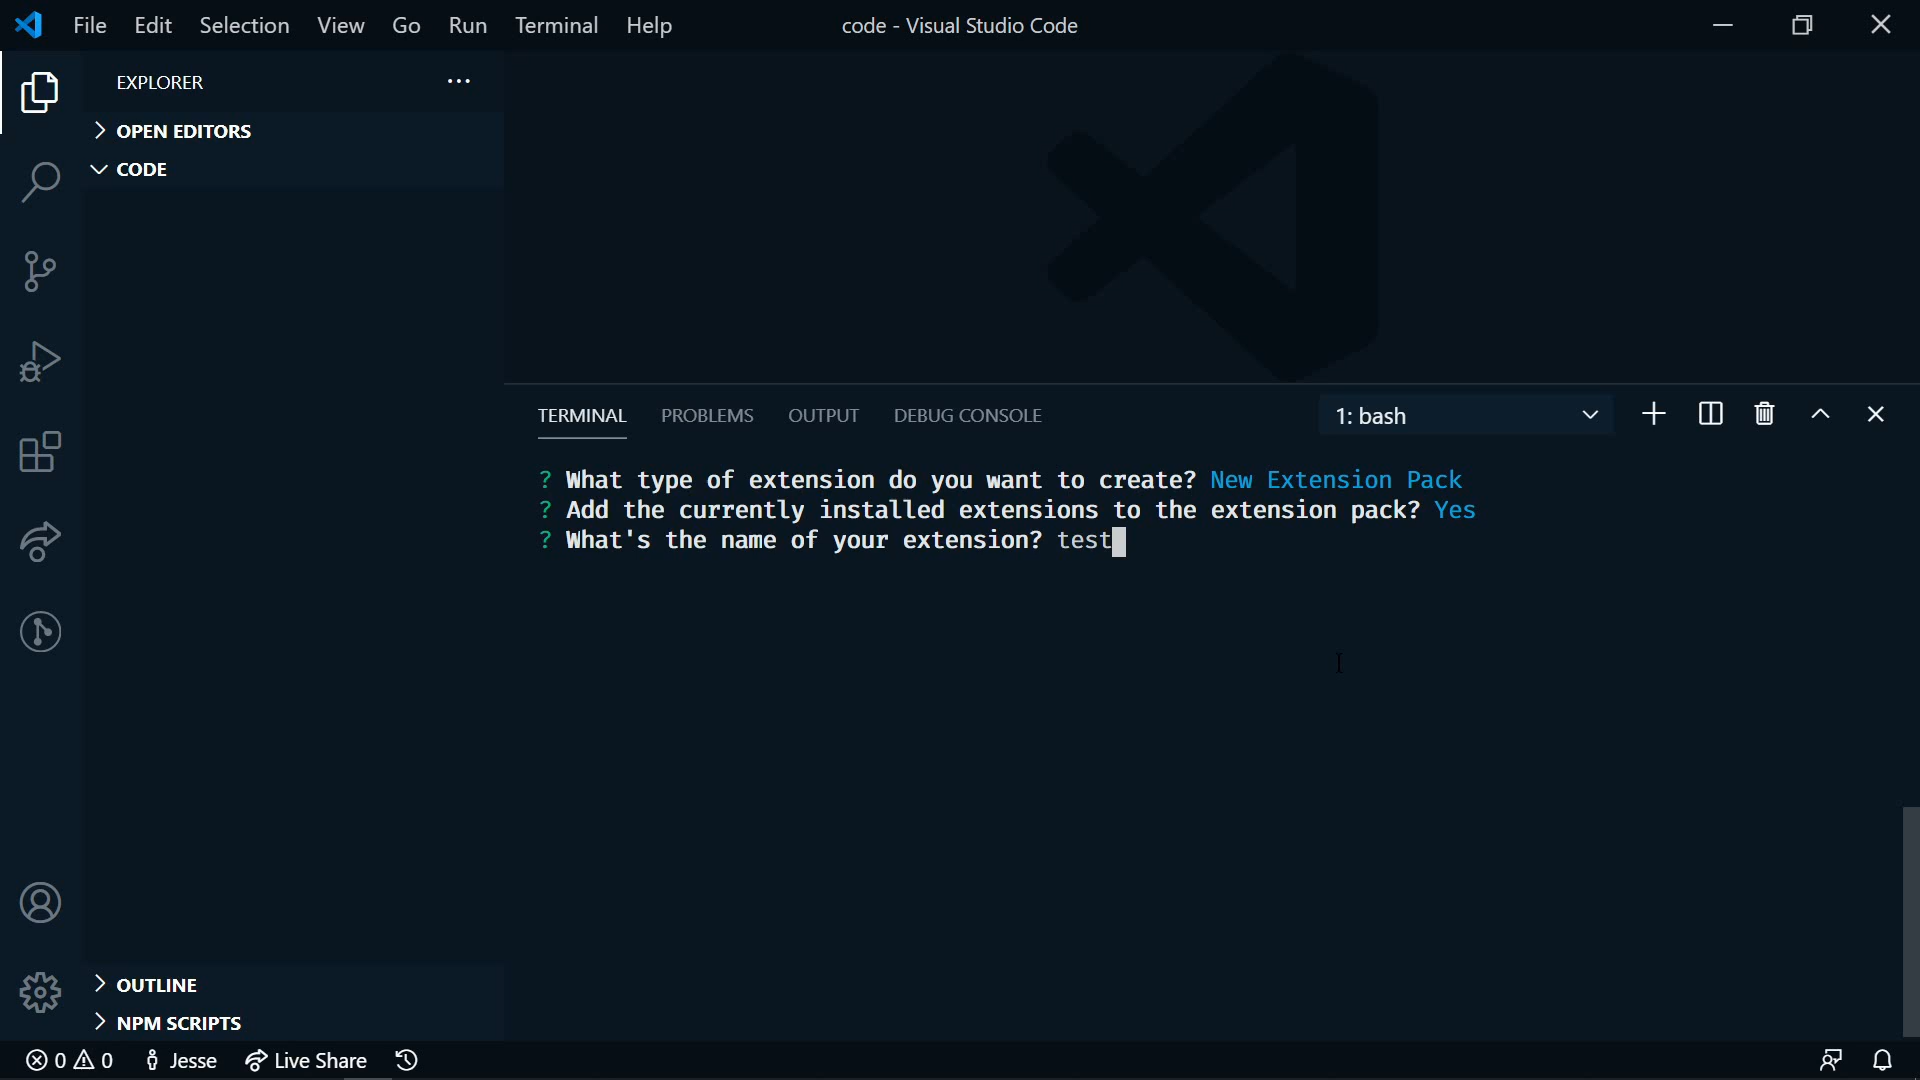 File Edit Selection View Go Run Terminal Help
code - Visual Studio Code
EXPLORER
OPEN EDITORS
CODE
TERMINAL PROBLEMS OUTPUT DEBUG CONSOLE
1: bash
? What type of extension do you want to create? New Extension Pack
? Add the currently installed extensions to the extension pack? Yes
? What's the name of your extension? test
OUTLINE
NPM SCRIPTS
0 0 Jesse Live Share